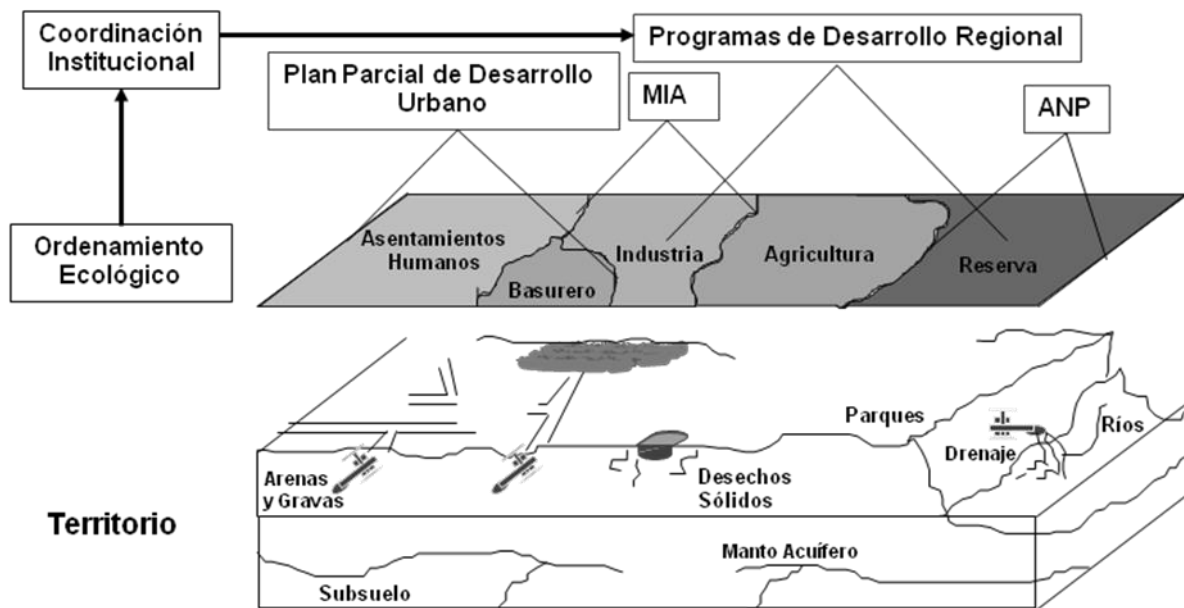 Coordinación
Institucional
Programas de Desarrollo Regional
Plan Parcial de Desarrollo
Urbano
MIA
ANP
Ordenamiento
Ecológico
Asentamientos
Humanos
Basurero
Industria
Agricultura
Reserva
Parques
Ríos
Drenaje
Arenas
y Gravas
Desechos
Sólidos
Territorio
Manto Acuífero
Subsuelo